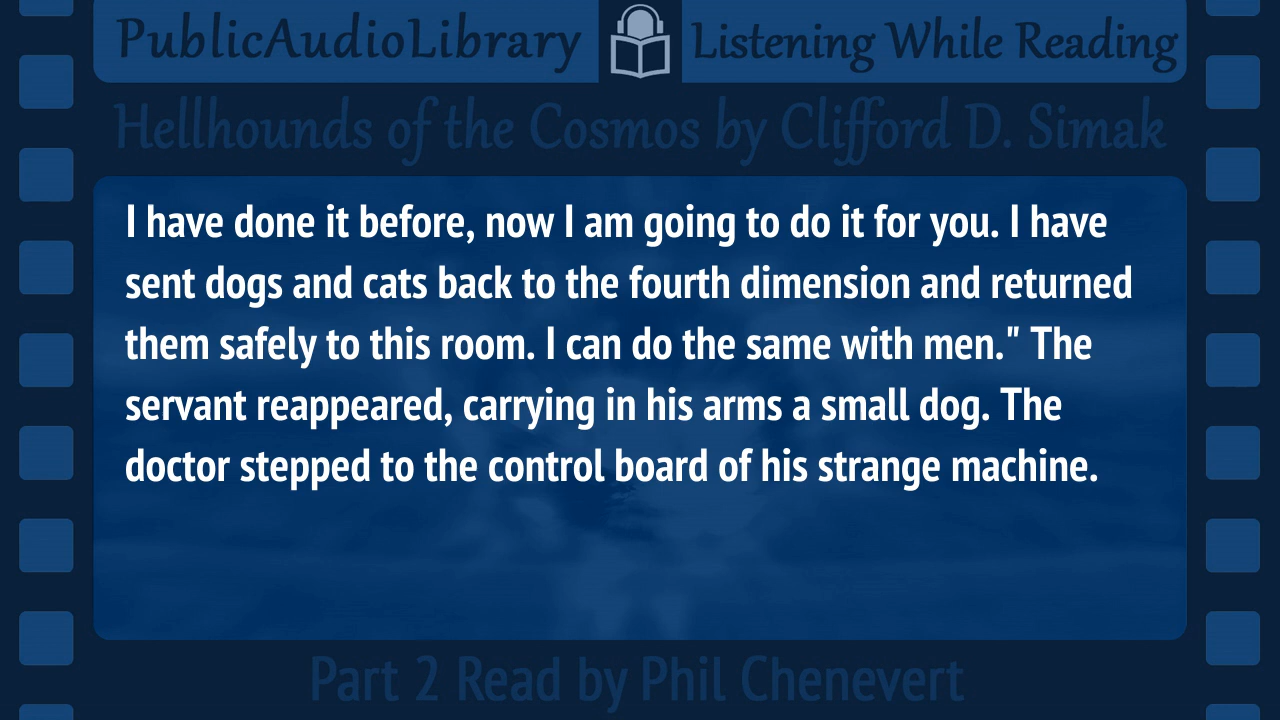 PublicAudioLibrary Listening While Reading
Hellhounds of the Cosmos by Clifford D. Simak
I have done it before, now I am going to do it for you. I have
sent dogs and cats back to the fourth dimension and returned
them safely to this room. I can do the same with men." The
servant reappeared, carrying in his arms a small dog. The
doctor stepped to the control board of his strange machine.
Part 2 Read by Phil Chenevert